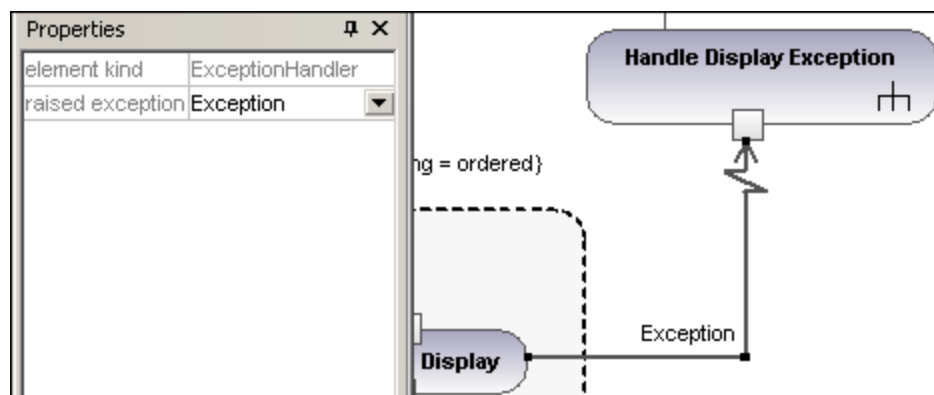 Properties
element kind ExceptionHandler
raised exception Exception
Handle Display Exception
ng = ordered}
Exception
Display